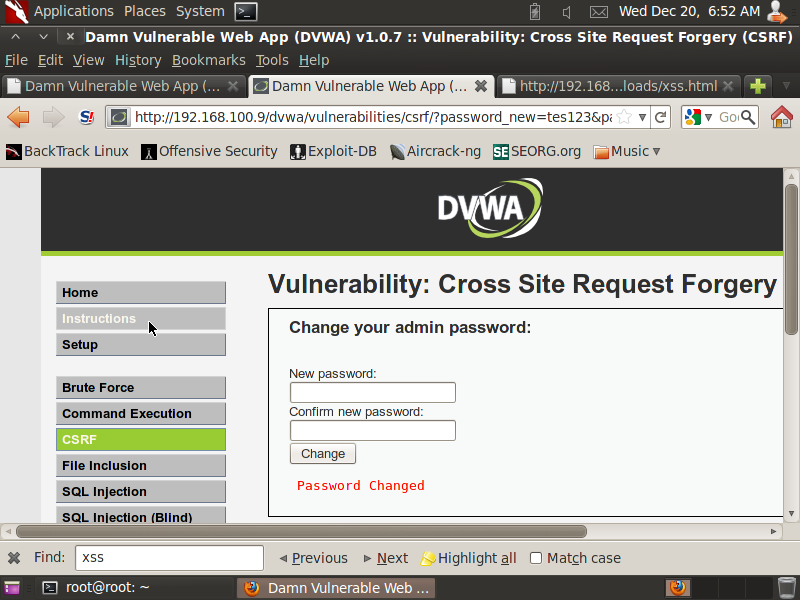 Applications Places System Wed Dec 20, 6:52 AM
Damn Vulnerable Web App (DVWA) v1.0.7 :: Vulnerability: Cross Site Request Forgery (CSRF)
File Edit View History Bookmarks Tools Help
Damn Vulnerable Web App (... Damn Vulnerable Web App (... http://192.168...loads/xss.html
http://192.168.100.9/dvwa/vulnerabilities/csrf/?password_new=tes123&pa Go
BackTrack Linux Offensive Security Exploit-DB Aircrack-ng SEORG.org Music
DVWA
Home
Instructions
Setup
Brute Force
Command Execution
CSRF
File Inclusion
SQL Injection
SQL Injection (Blind)
Vulnerability: Cross Site Request Forgery
Change your admin password:
New password:
Confirm new password:
Change
Password Changed
Find: xss Previous Next Highlight all Match case
root@root: ~ Damn Vulnerable Web ...